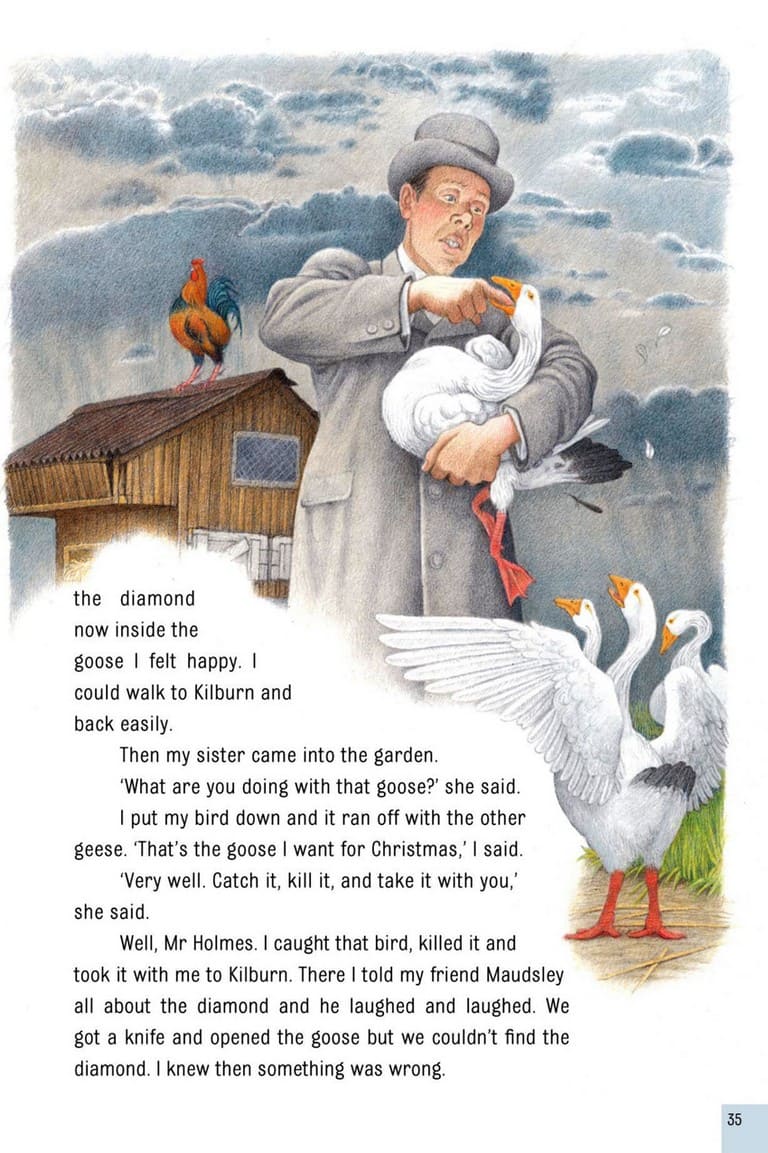 the diamond
now inside the
goose I felt happy. I
could walk to Kilburn and
back easily.
Then my sister came into the garden.
‘What are you doing with that goose?’ she said.
I put my bird down and it ran off with the other
geese. ‘That’s the goose I want for Christmas,’ I said.
‘Very well. Catch it, kill it, and take it with you,’
she said.
Well, Mr Holmes. I caught that bird, killed it and
took it with me to Kilburn. There I told my friend Maudsley
all about the diamond and he laughed and laughed. We
got a knife and opened the goose but we couldn’t find the
diamond. I knew then something was wrong.
35